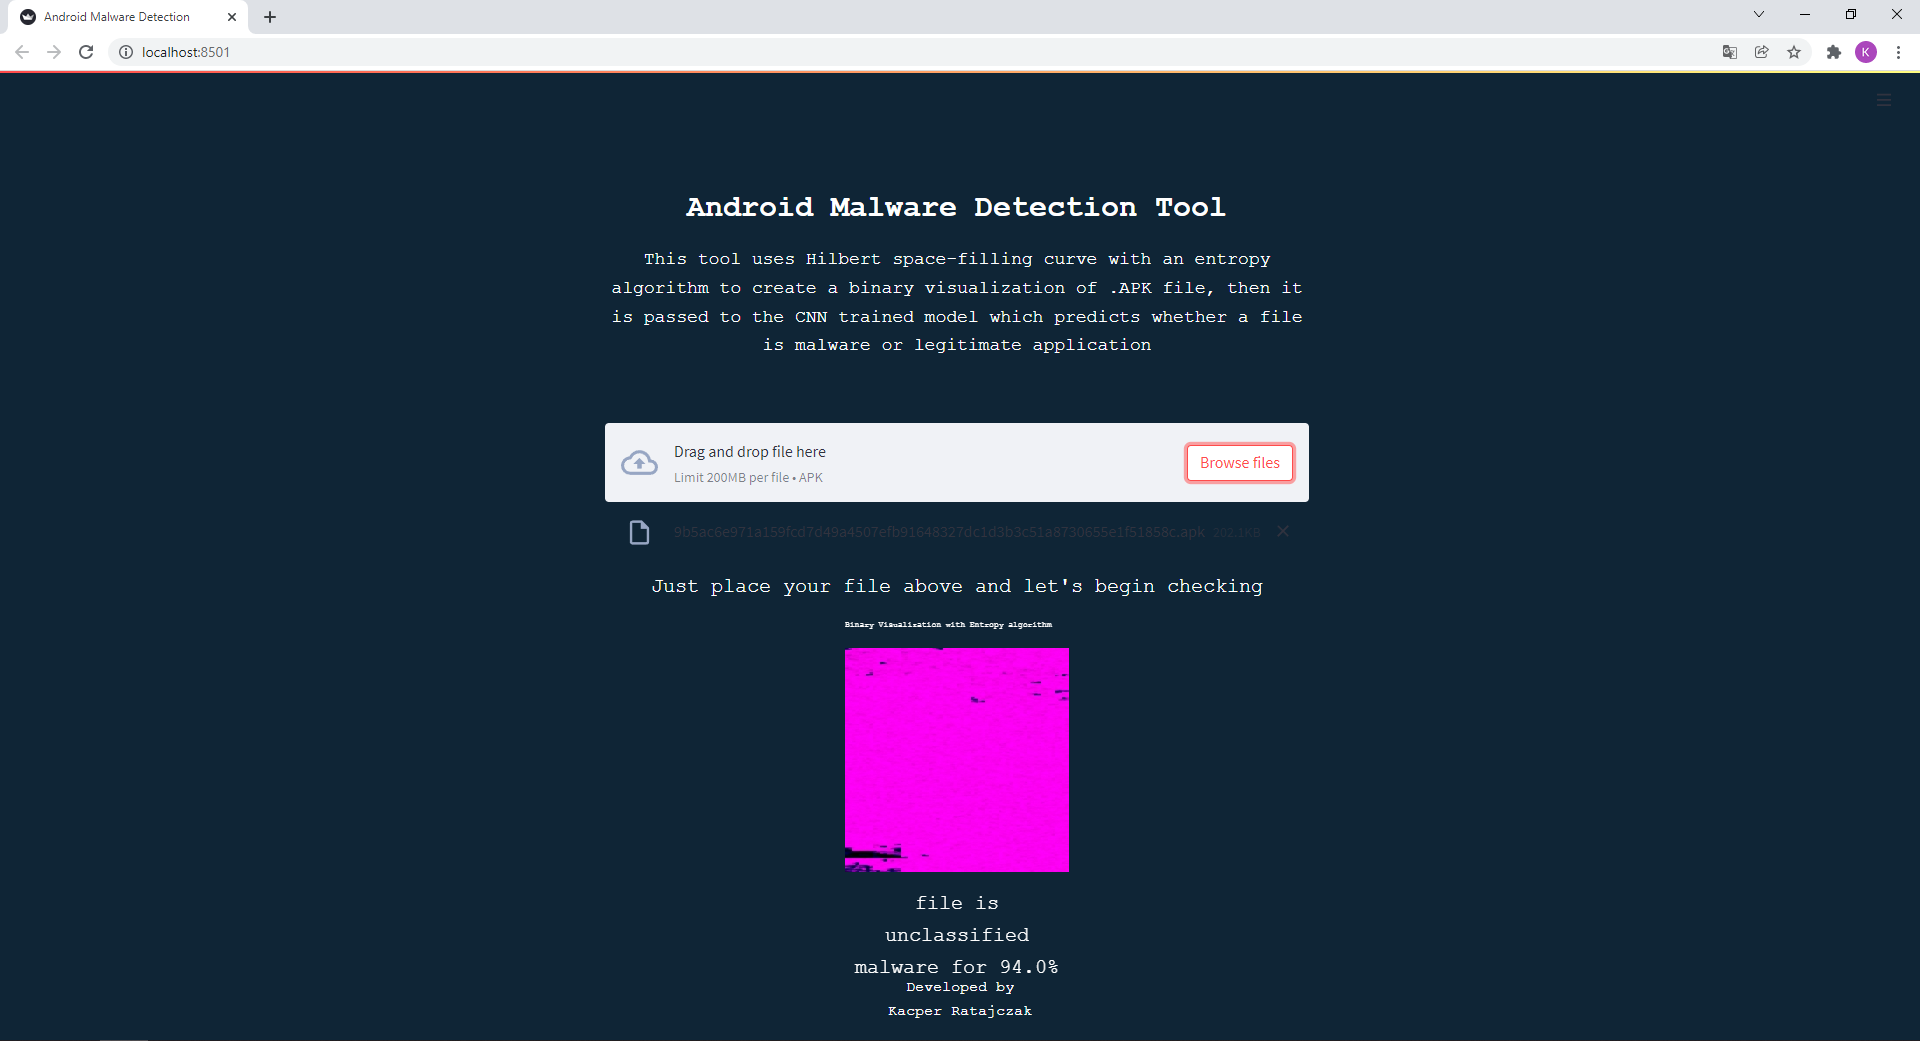 Android Malware Detection
localhost:8501
K
Android Malware Detection Tool
This tool uses Hilbert space-filling curve with an entropy
algorithm to create a binary visualization of .APK file, then it
is passed to the CNN trained model which predicts whether a file
is malware or legitimate application
Drag and drop file here
Limit 200MB per file • APK
Browse files
9b5ac6e971a159fcd7d49a4507efb91648327dc1d3b3c51a8730655e1f51858c.apk 202.1KB
Just place your file above and let's begin checking
Binary Visualization with Entropy algorithm
file is
unclassified
malware for 94.0%
Developed by
Kacper Ratajczak